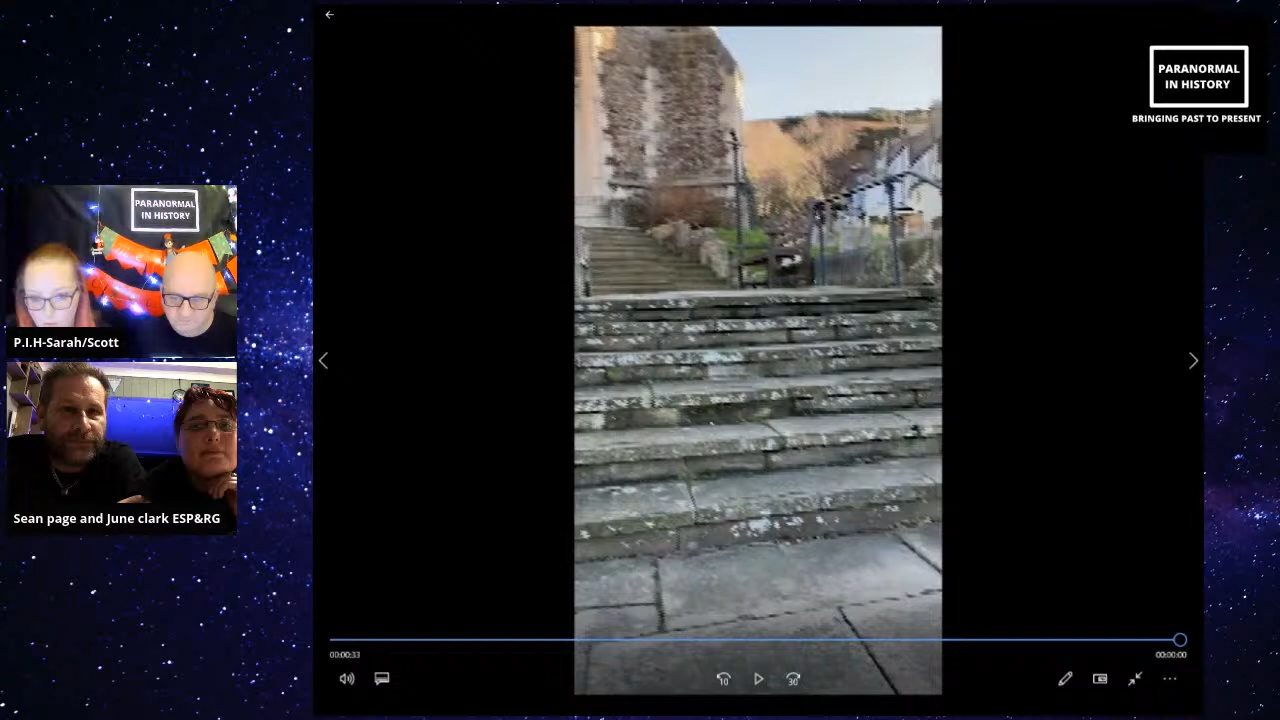 PARANORMAL
IN HISTORY
BRINGING PAST TO PRESENT
PARANORMAL
IN HISTORY
P.I.H-Sarah/Scott
Sean page and June clark ESP&RG
00:00:33
00:00:00
10
30